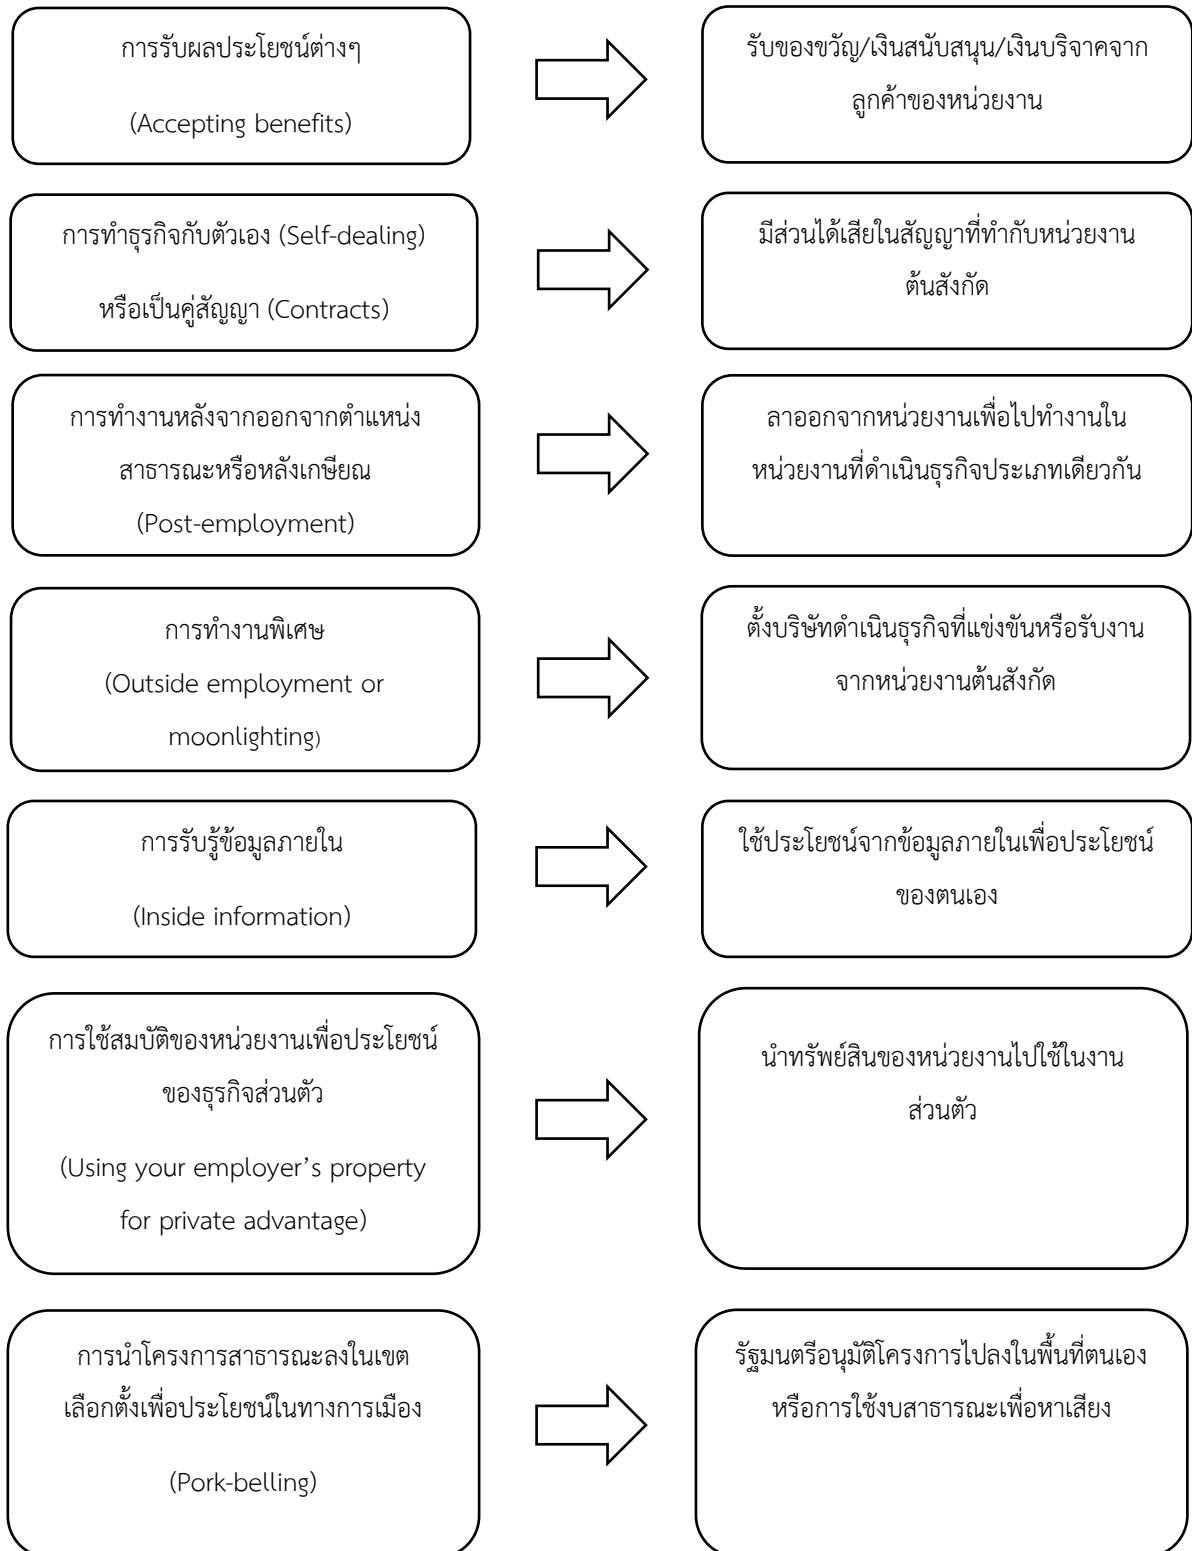 การรับผลประโยชน์ต่างๆ
(Accepting benefits)
รับของขวัญ/เงินสนับสนุน/เงินบริจาคจาก
ลูกค้าของหน่วยงาน
การทำธุรกิจกับตัวเอง (Self-dealing)
หรือเป็นคู่สัญญา (Contracts)
มีส่วนได้เสียในสัญญาที่ทำกับหน่วยงาน
ต้นสังกัด
การทำงานหลังจากออกจากตำแหน่ง
สาธารณะหรือหลังเกษียณ
(Post-employment)
ลาออกจากหน่วยงานเพื่อไปทำงานใน
หน่วยงานที่ดำเนินธุรกิจประเภทเดียวกัน
การทำงานพิเศษ
(Outside employment or
moonlighting)
ตั้งบริษัทดำเนินธุรกิจที่แข่งขันหรือรับงาน
จากหน่วยงานต้นสังกัด
การรับรู้ข้อมูลภายใน
(Inside information)
ใช้ประโยชน์จากข้อมูลภายในเพื่อประโยชน์
ของตนเอง
การใช้สมบัติของหน่วยงานเพื่อประโยชน์
ของธุรกิจส่วนตัว
(Using your employer’s property
for private advantage)
นำทรัพย์สินของหน่วยงานไปใช้ในงาน
ส่วนตัว
การนำโครงการสาธารณะลงในเขต
เลือกตั้งเพื่อประโยชน์ในทางการเมือง
(Pork-belling)
รัฐมนตรีอนุมัติโครงการไปลงในพื้นที่ตนเอง
หรือการใช้งบสาธารณะเพื่อหาเสียง